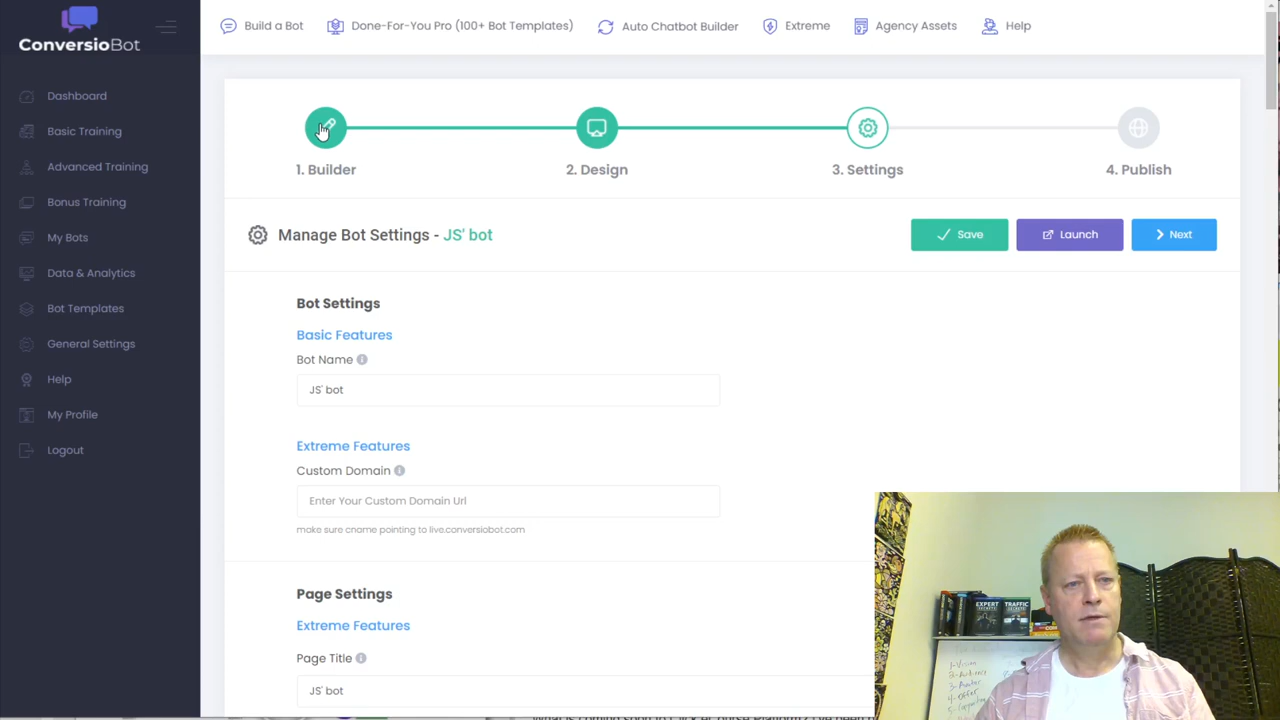 ConversioBot
Build a Bot
Done-For-You Pro (100+ Bot Templates)
Auto Chatbot Builder
Extreme
Agency Assets
Help
Dashboard
Basic Training
Advanced Training
Bonus Training
My Bots
Data & Analytics
Bot Templates
General Settings
Help
My Profile
Logout
1. Builder
2. Design
3. Settings
4. Publish
Manage Bot Settings - JS' bot
Save
Launch
Next
Bot Settings
Basic Features
Bot Name
JS' bot
Extreme Features
Custom Domain
Enter Your Custom Domain Url
make sure cname pointing to live.conversiobot.com
Page Settings
Extreme Features
Page Title
JS' bot
EXPERT
SECRETS
TRAFFIC
SECRETS